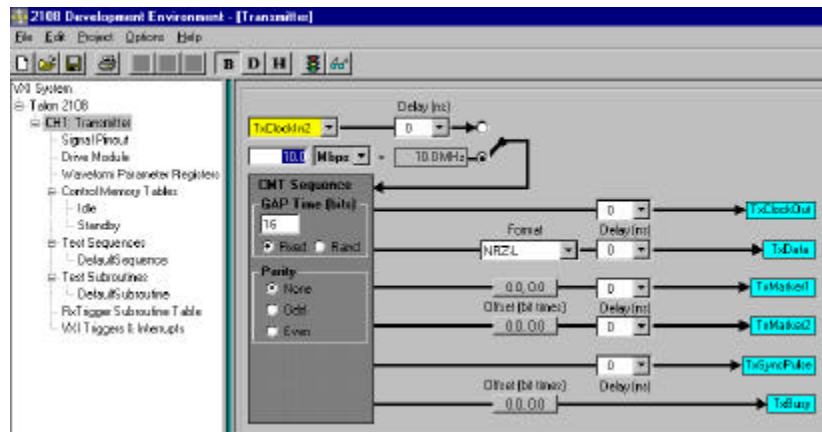 2108 Development Environment - [Transmitter]
File Edit Project Options Help
B D H
VXI System
Talon 2108
CH1: Transmitter
Signal Pinout
Drive Module
Waveform Parameter Registers
Control Memory Tables
Idle
Standby
Test Sequences
DefaultSequence
Test Subroutines
DefaultSubroutine
RxTrigger Subroutine Table
VXI Triggers & Interrupts
Delay (ns)
TxClockIn2 0
10.0 Mbps = 10.0MHz
CMT Sequence
GAP Time (bits)
16
Fixed Rand
Parity
None
Odd
Even
0 TxClockOut
Format Delay (ns)
NRZ-L 0 TxData
0.0, 0.0 0 TxMarker1
Offset (bit times) Delay (ns)
0.0, 0.0 0 TxMarker2
0 TxSyncPulse
Offset (bit times) Delay (ns)
0.0, 0.0 TxBusy